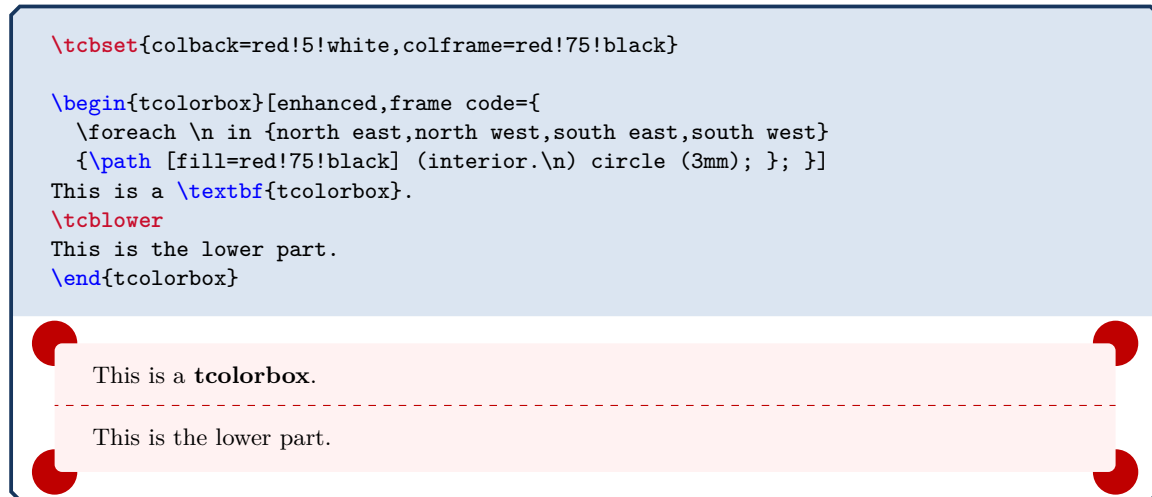 \tcbset{colback=red!5!white,colframe=red!75!black}
\begin{tcolorbox}[enhanced,frame code={
\foreach \n in {north east,north west,south east,south west}
{\path [fill=red!75!black] (interior.\n) circle (3mm); }; }]
This is a \textbf{tcolorbox}.
\tcblower
This is the lower part.
\end{tcolorbox}
This is a tcolorbox.
This is the lower part.